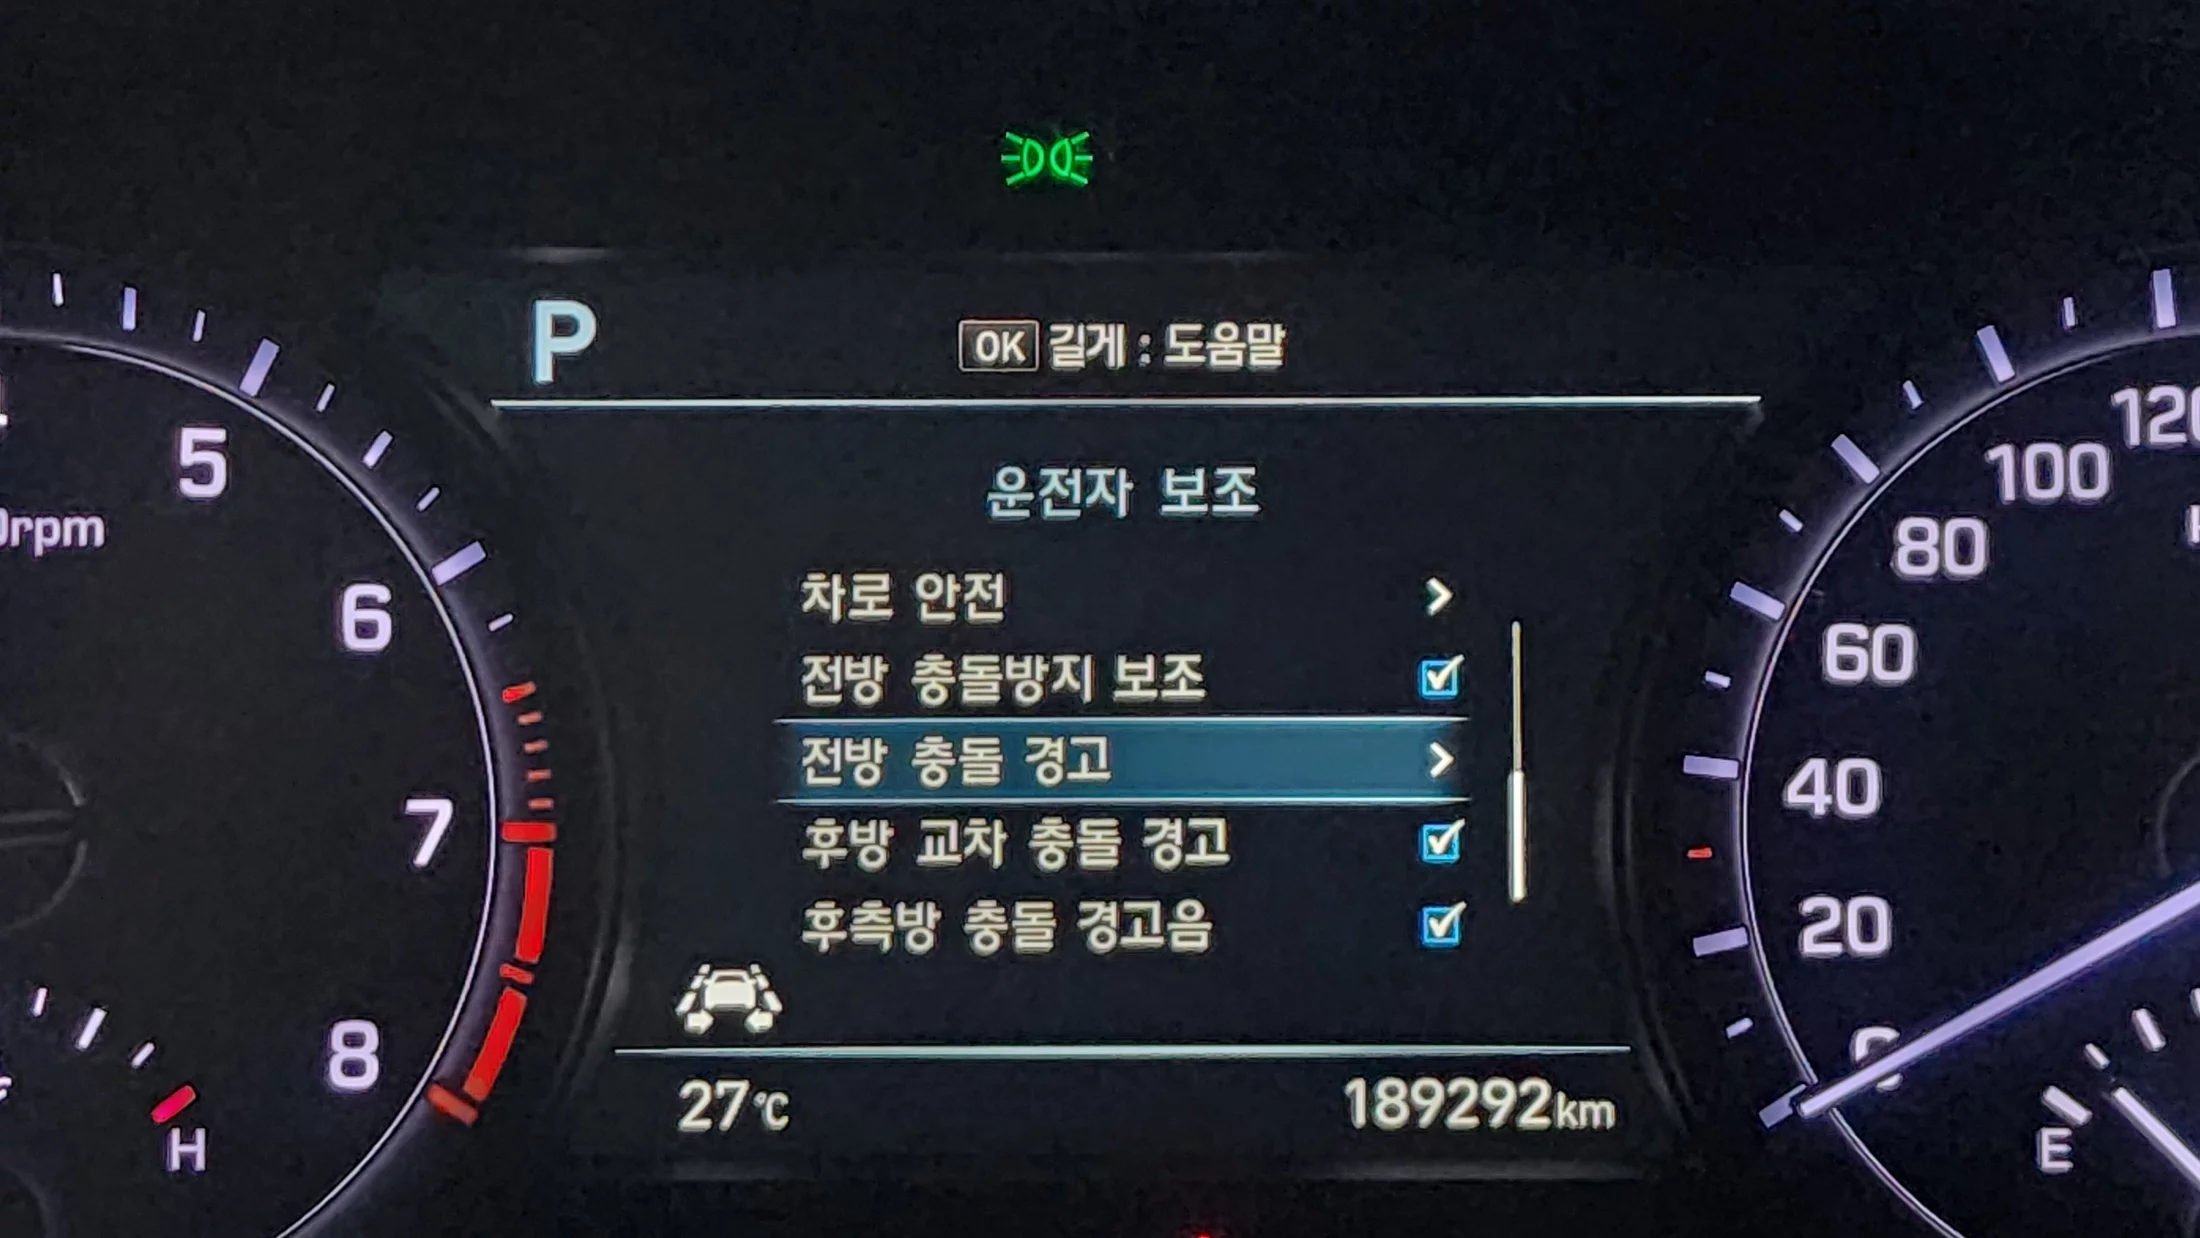 P
OK 길게 : 도움말
운전자 보조
차로 안전
전방 충돌방지 보조
전방 충돌 경고
후방 교차 충돌 경고
후측방 충돌 경고음
27℃
189292km
5
6
7
8
H
120
100
80
60
40
20
0
E